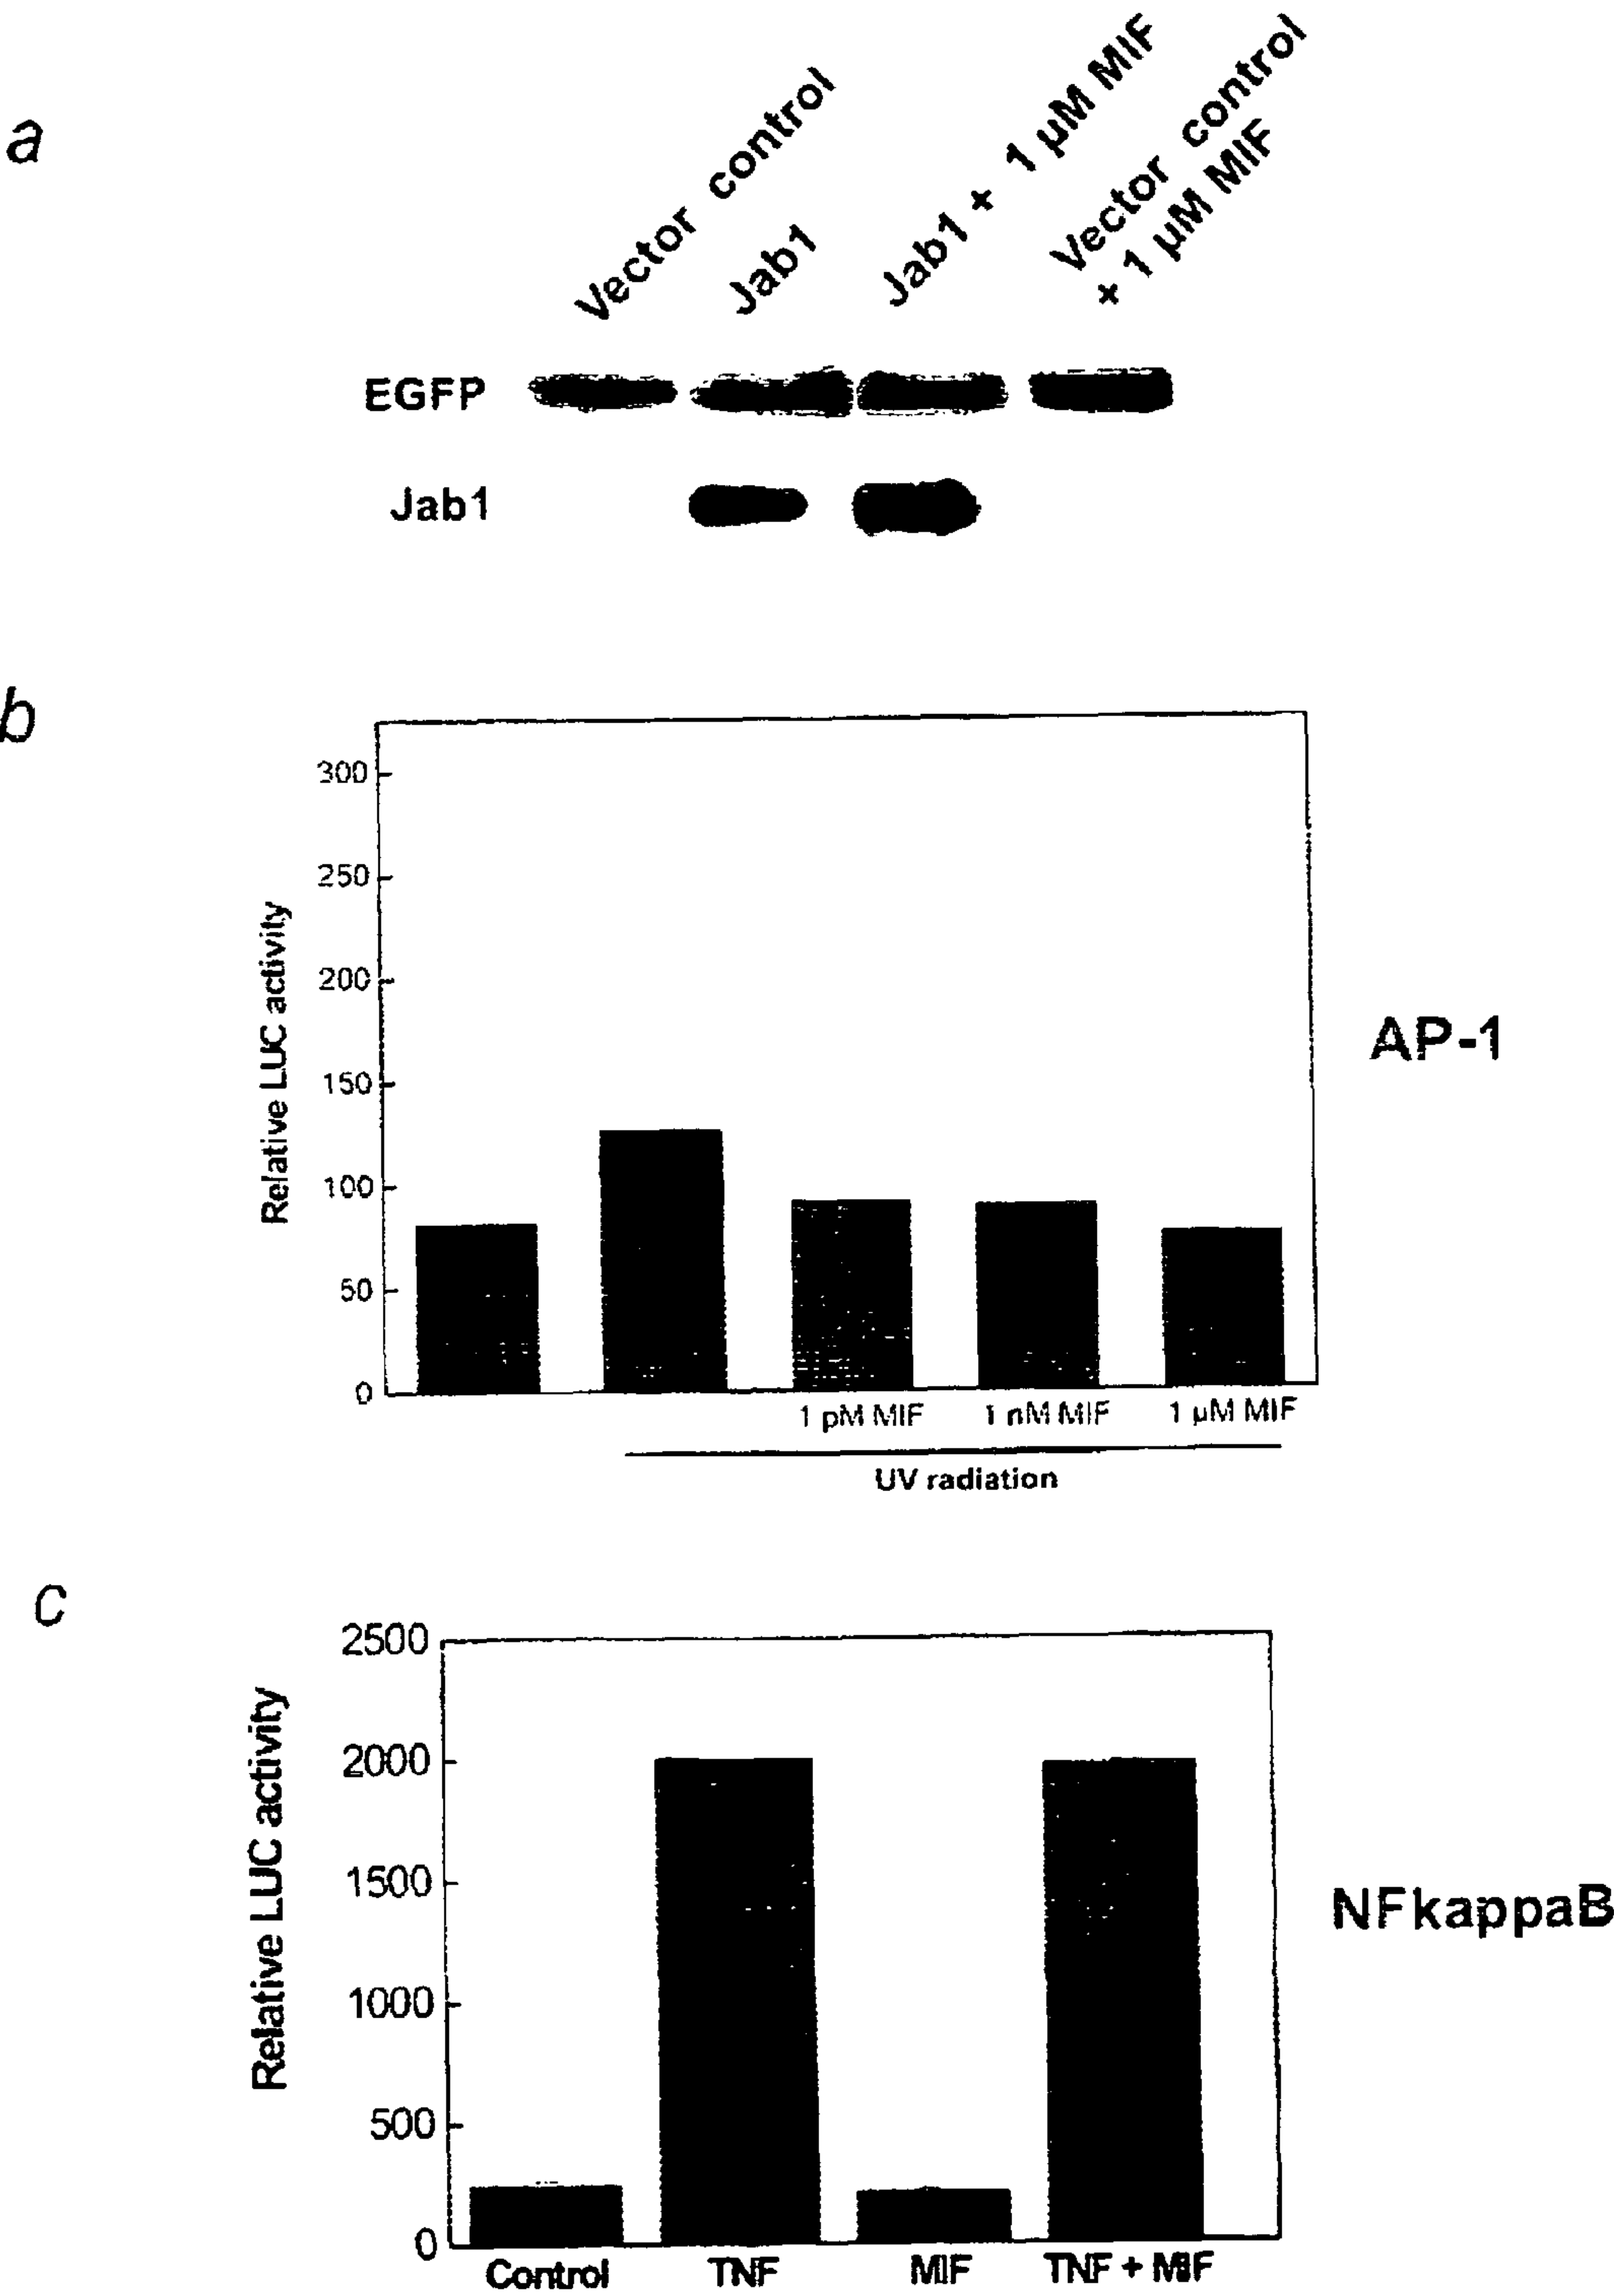 a
Vector control
Jab1
Jab1 + 1 µM MIF
Vector control
+ 1 µM MIF
EGFP
Jab1
b
300
250
200
150
100
50
0
Relative LUC activity
AP-1
1 pM MIF
1 nM MIF
1 µM MIF
UV radiation
c
2500
2000
1500
1000
500
0
Relative LUC activity
NFkappaB
Control
TNF
MIF
TNF + MIF